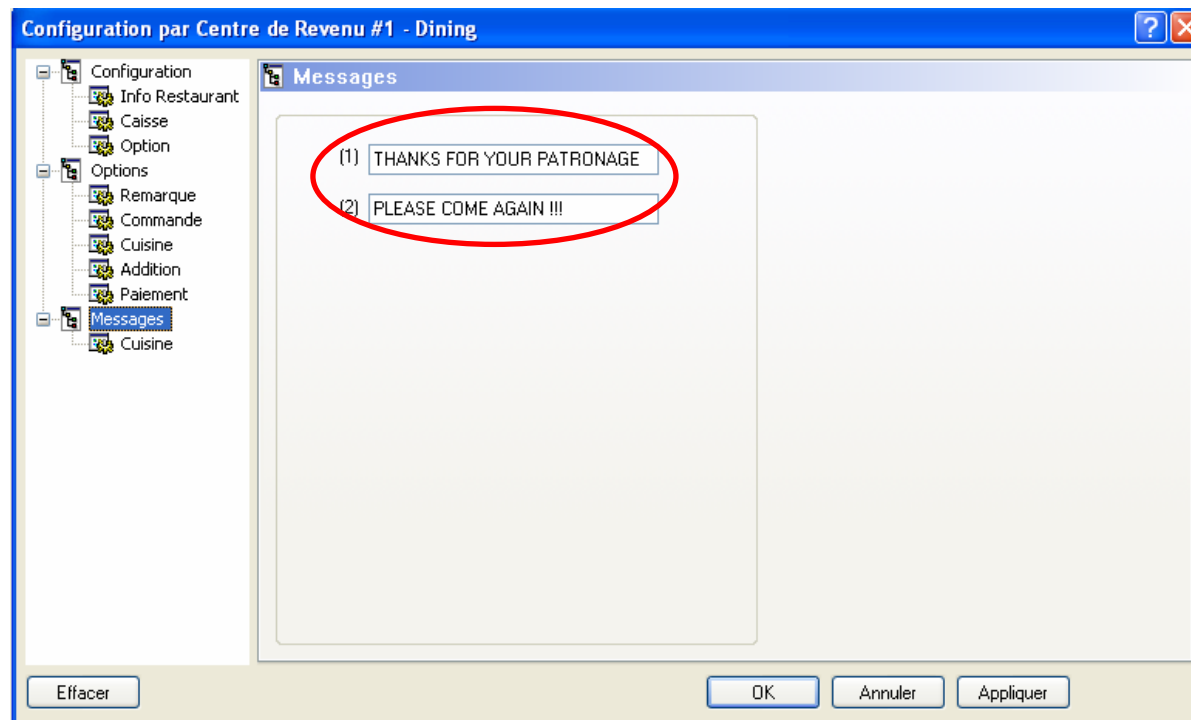 Configuration par Centre de Revenu #1 - Dining
Configuration
Info Restaurant
Caisse
Option
Options
Remarque
Commande
Cuisine
Addition
Paiement
Messages
Cuisine
Messages
(1) THANKS FOR YOUR PATRONAGE
(2) PLEASE COME AGAIN !!!
Effacer
OK
Annuler
Appliquer